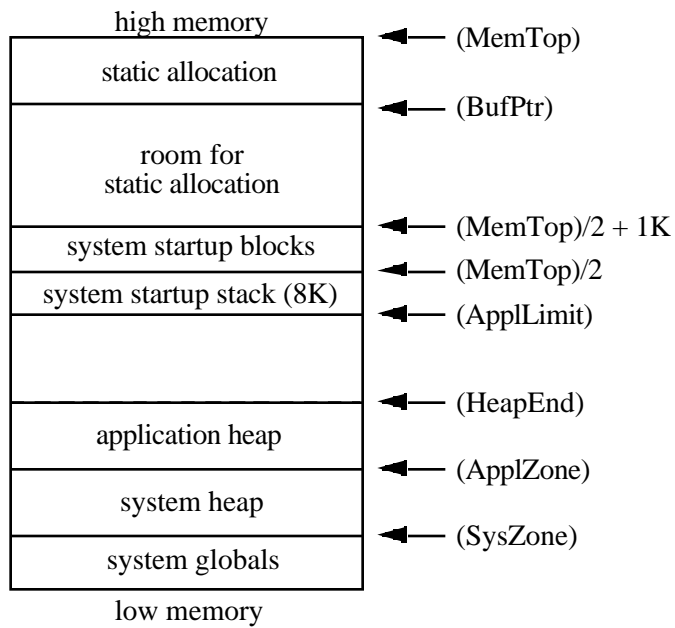 high memory
(MemTop)
static allocation
(BufPtr)
room for
static allocation
(MemTop)/2 + 1K
system startup blocks
(MemTop)/2
system startup stack (8K)
(ApplLimit)
(HeapEnd)
application heap
(ApplZone)
system heap
(SysZone)
system globals
low memory